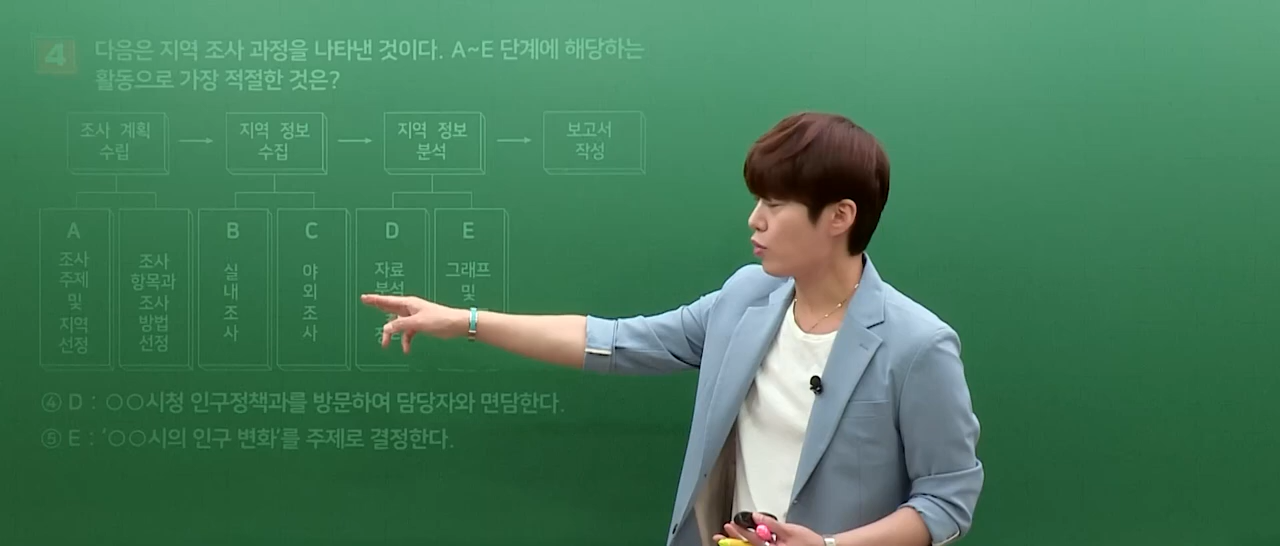 4 다음은 지역 조사 과정을 나타낸 것이다. A~E 단계에 해당하는
활동으로 가장 적절한 것은?
조사 계획
수립
지역 정보
수집
지역 정보
분석
보고서
작성
A
조사
주제
및
지역
선정
조사
항목과
조사
방법
선정
B
실
내
조
사
C
야
외
조
사
D
자료
분석
E
그래프
및
④ D : ○○시청 인구정책과를 방문하여 담당자와 면담한다.
⑤ E : '○○시의 인구 변화'를 주제로 결정한다.